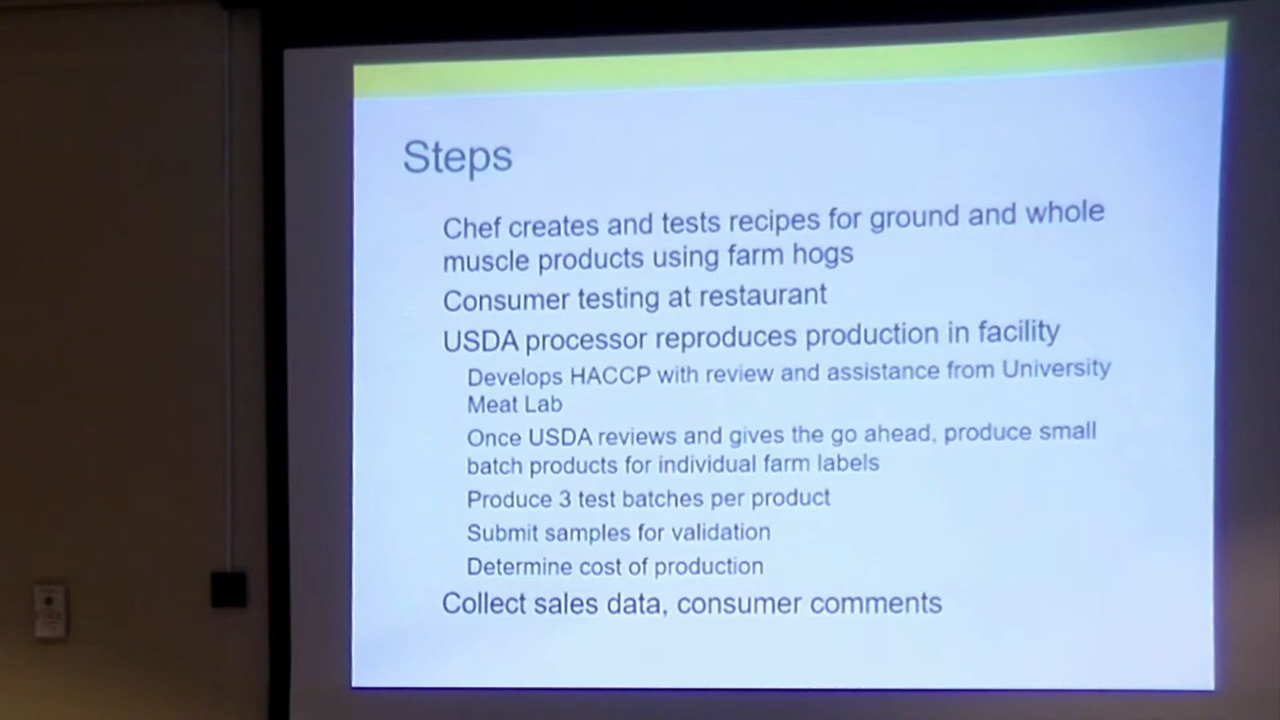 Steps
Chef creates and tests recipes for ground and whole
muscle products using farm hogs
Consumer testing at restaurant
USDA processor reproduces production in facility
Develops HACCP with review and assistance from University
Meat Lab
Once USDA reviews and gives the go ahead, produce small
batch products for individual farm labels
Produce 3 test batches per product
Submit samples for validation
Determine cost of production
Collect sales data, consumer comments